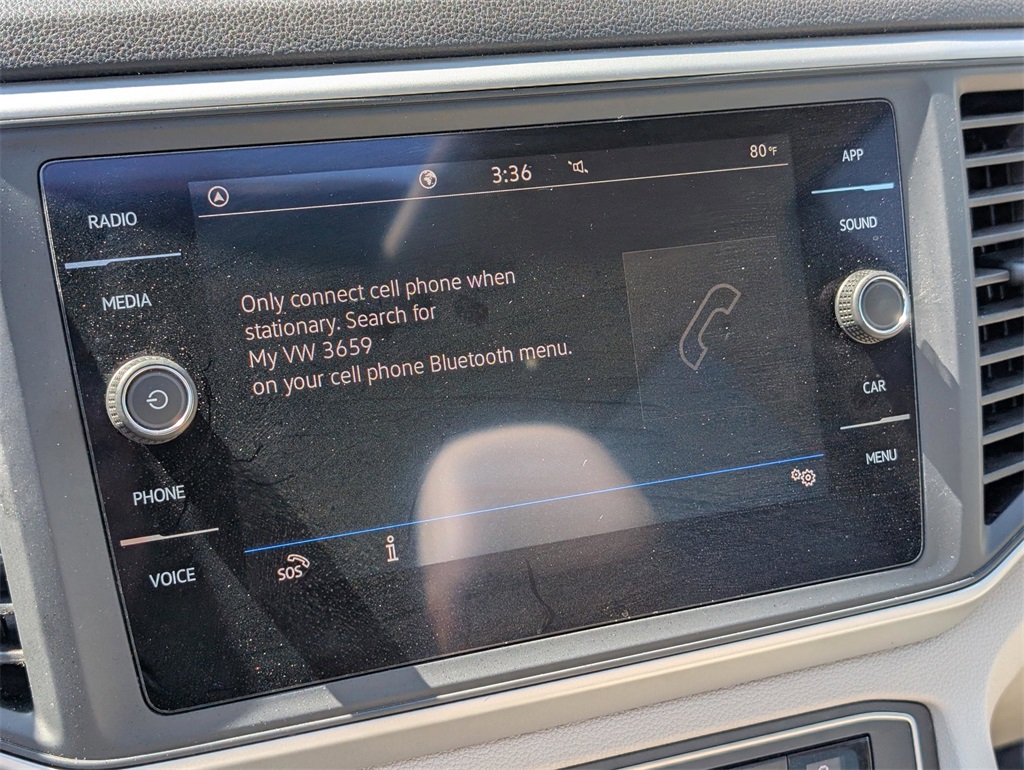 3:36
80°F
APP
RADIO
SOUND
MEDIA
Only connect cell phone when
stationary. Search for
My VW 3659
on your cell phone Bluetooth menu.
CAR
MENU
PHONE
VOICE
SOS
i